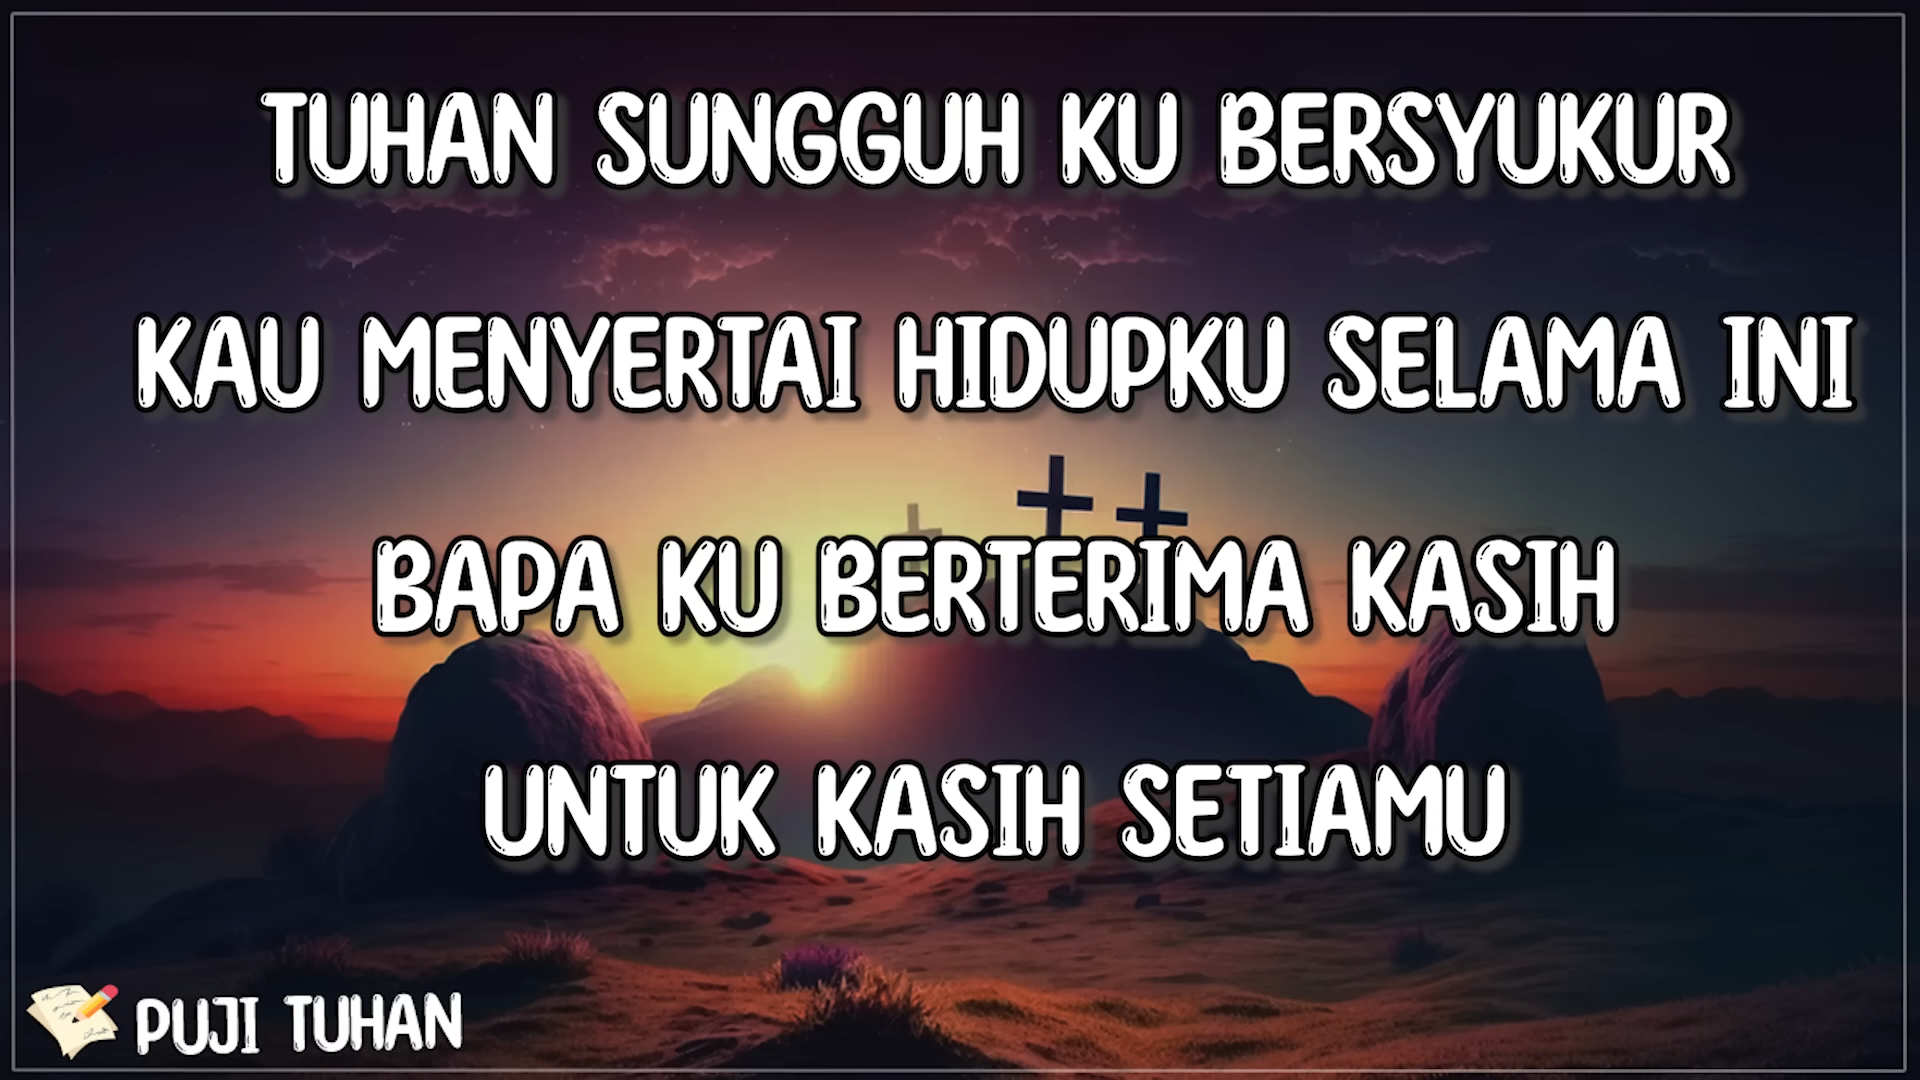 TUHAN SUNGGUH KU BERSYUKUR
KAU MENYERTAI HIDUPKU SELAMA INI
BAPA KU BERTERIMA KASIH
UNTUK KASIH SETIAMU
PUJI TUHAN